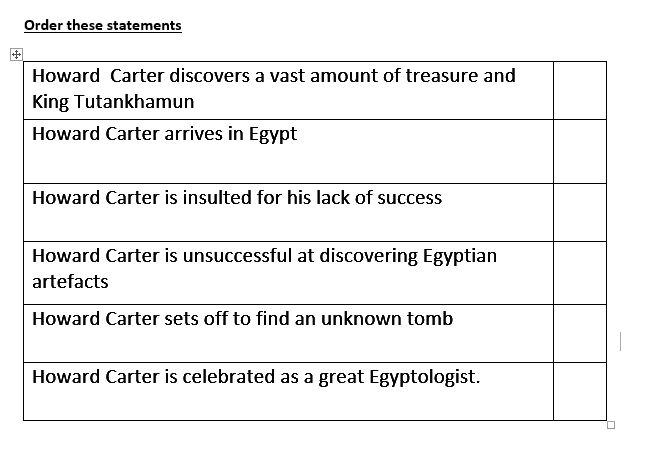 Order these statements
Howard Carter discovers a vast amount of treasure and
King Tutankhamun
Howard Carter arrives in Egypt
Howard Carter is insulted for his lack of success
Howard Carter is unsuccessful at discovering Egyptian
artefacts
Howard Carter sets off to find an unknown tomb
Howard Carter is celebrated as a great Egyptologist.